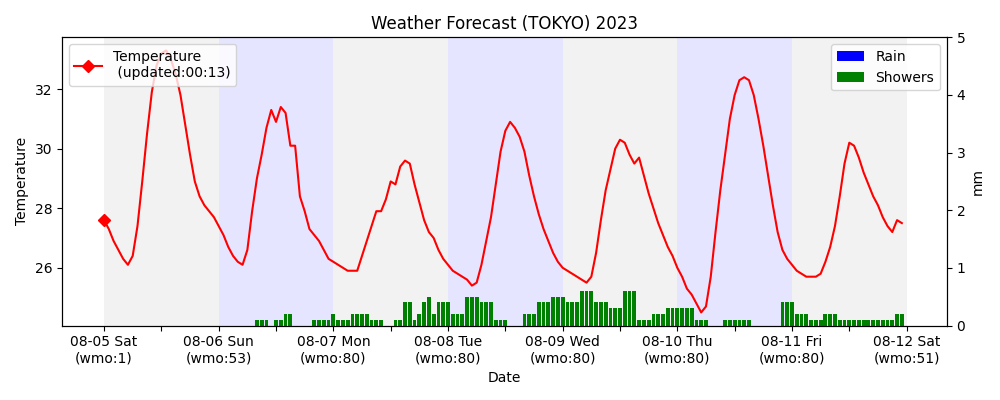 Weather Forecast (TOKYO) 2023
Temperature
(updated:00:13)
Rain
Showers
Temperature
32
30
28
26
5
4
3
2
1
0
mm
08-05 Sat 08-06 Sun 08-07 Mon 08-08 Tue 08-09 Wed 08-10 Thu 08-11 Fri 08-12 Sat
(wmo:1) (wmo:53) (wmo:80) (wmo:80) (wmo:80) (wmo:80) (wmo:80) (wmo:51)
Date